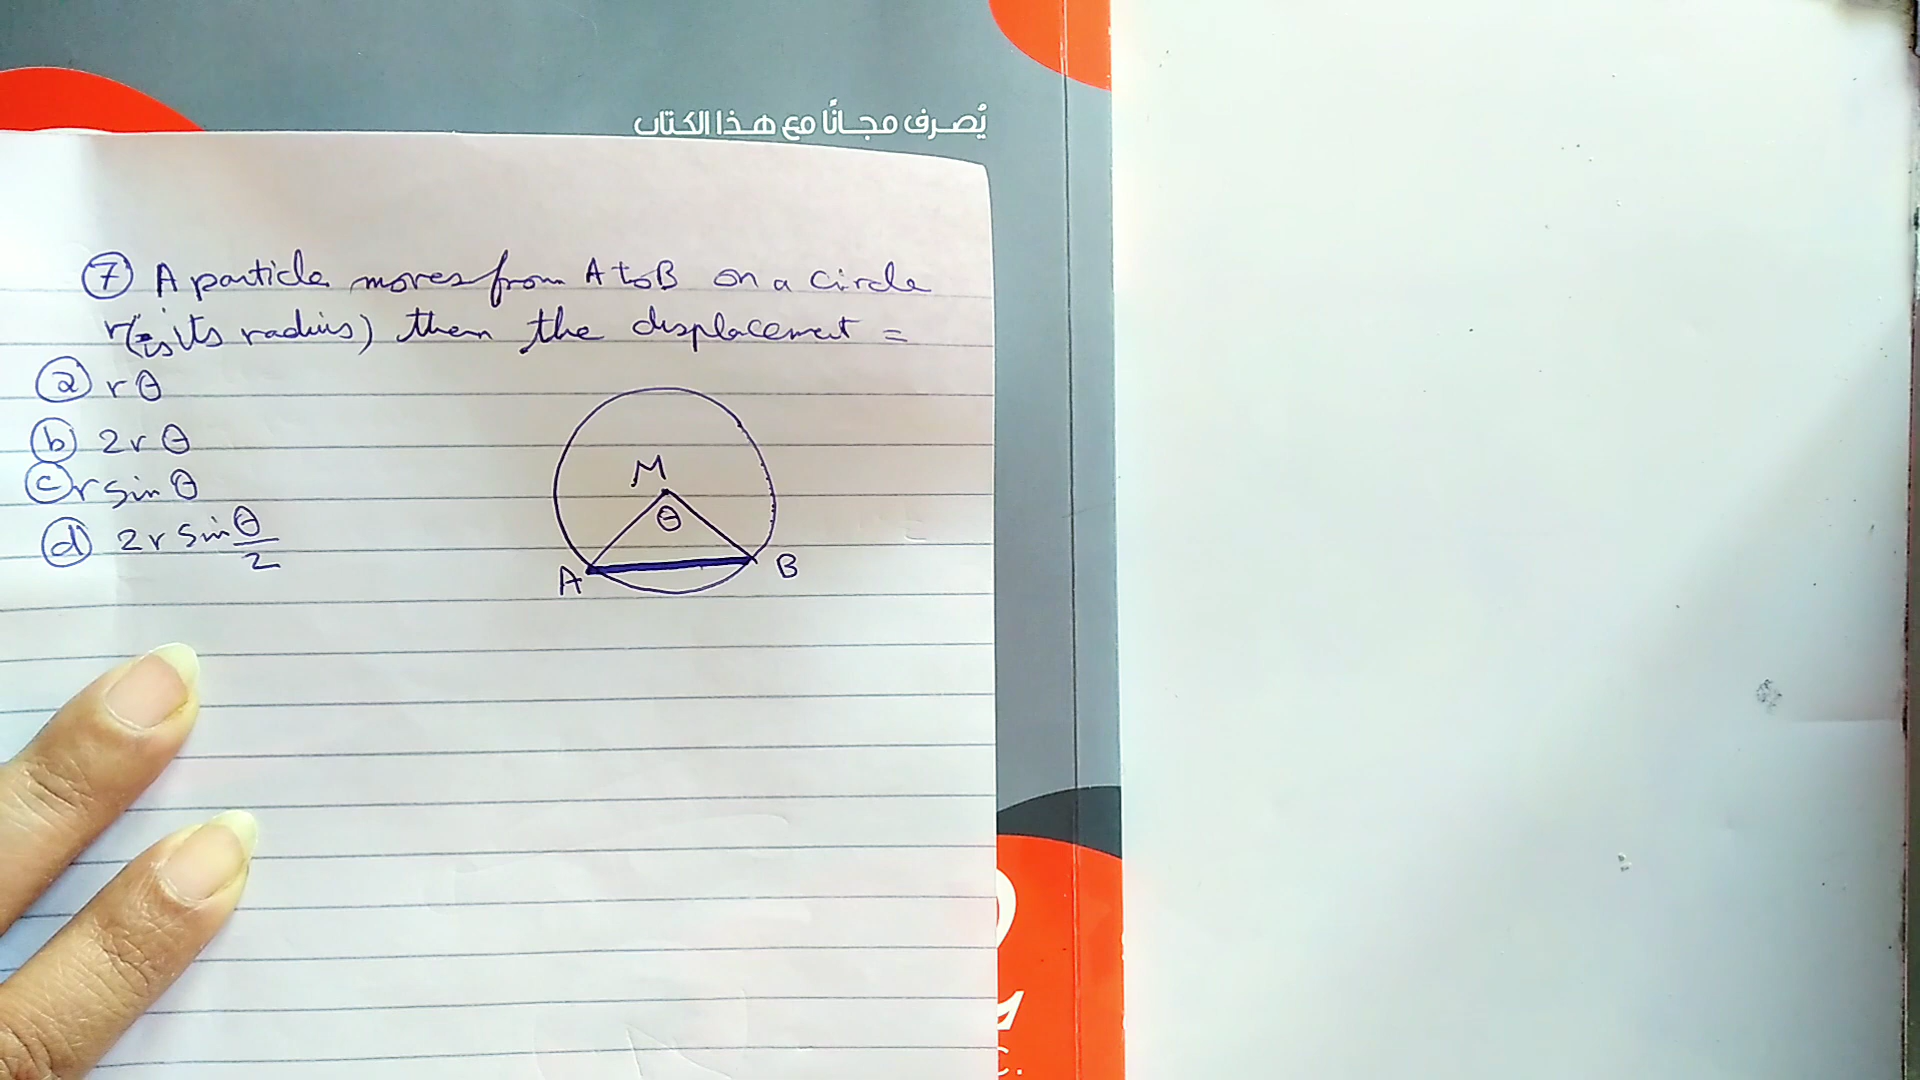 يُصرف مجانًا مع هذا الكتاب
⑦ A particle moves from A to B on a circle
r(is its radius) then the displacement =
ⓐ rθ
ⓑ 2rθ
ⓒ r sin θ
ⓓ 2r sin θ/2
M
θ
A
B